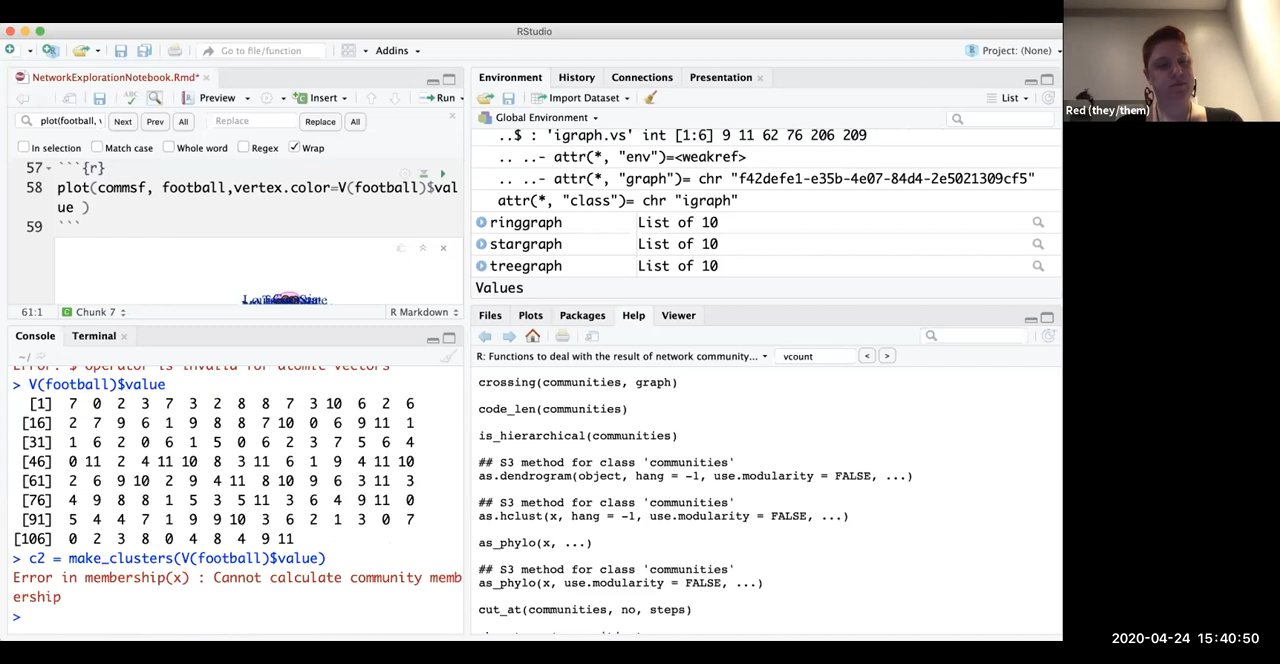 RStudio
Go to file/function
Addins
Project: (None)
NetworkExplorationNotebook.Rmd*
Preview
Insert
Run
plot(football, v
Next
Prev
All
Replace
Replace
All
In selection
Match case
Whole word
Regex
Wrap
57 ```{r}
58 plot(commsf, football,vertex.color=V(football)$val
ue )
59 ```
61:1
Chunk 7
R Markdown
Console
Terminal
~/
Error: $ operator is invalid for atomic vectors
> V(football)$value
[1] 7 0 2 3 7 3 2 8 8 7 3 10 6 2 6
[16] 2 7 9 6 1 9 8 8 7 10 0 6 9 11 1
[31] 1 6 2 0 6 1 5 0 6 2 3 7 5 6 4
[46] 0 11 2 4 11 10 8 3 11 6 1 9 4 11 10
[61] 2 6 9 10 2 9 4 11 8 10 9 6 3 11 3
[76] 4 9 8 8 1 5 3 5 11 3 6 4 9 11 0
[91] 5 4 4 7 1 9 9 10 3 6 2 1 3 0 7
[106] 0 2 3 8 0 4 8 4 9 11
> c2 = make_clusters(V(football)$value)
Error in membership(x) : Cannot calculate community memb
ership
>
Environment
History
Connections
Presentation
Import Dataset
List
Global Environment
..$ : 'igraph.vs' int [1:6] 9 11 62 76 206 209
.. ..- attr(*, "env")=<weakref>
.. ..- attr(*, "graph")= chr "f42defe1-e35b-4e07-84d4-2e5021309cf5"
attr(*, "class")= chr "igraph"
ringgraph List of 10
stargraph List of 10
treegraph List of 10
Values
Files
Plots
Packages
Help
Viewer
R: Functions to deal with the result of network community...
vcount
crossing(communities, graph)
code_len(communities)
is_hierarchical(communities)
## S3 method for class 'communities'
as.dendrogram(object, hang = -1, use.modularity = FALSE, ...)
## S3 method for class 'communities'
as.hclust(x, hang = -1, use.modularity = FALSE, ...)
as_phylo(x, ...)
## S3 method for class 'communities'
as_phylo(x, use.modularity = FALSE, ...)
cut_at(communities, no, steps)
Red (they/them)
2020-04-24 15:40:50